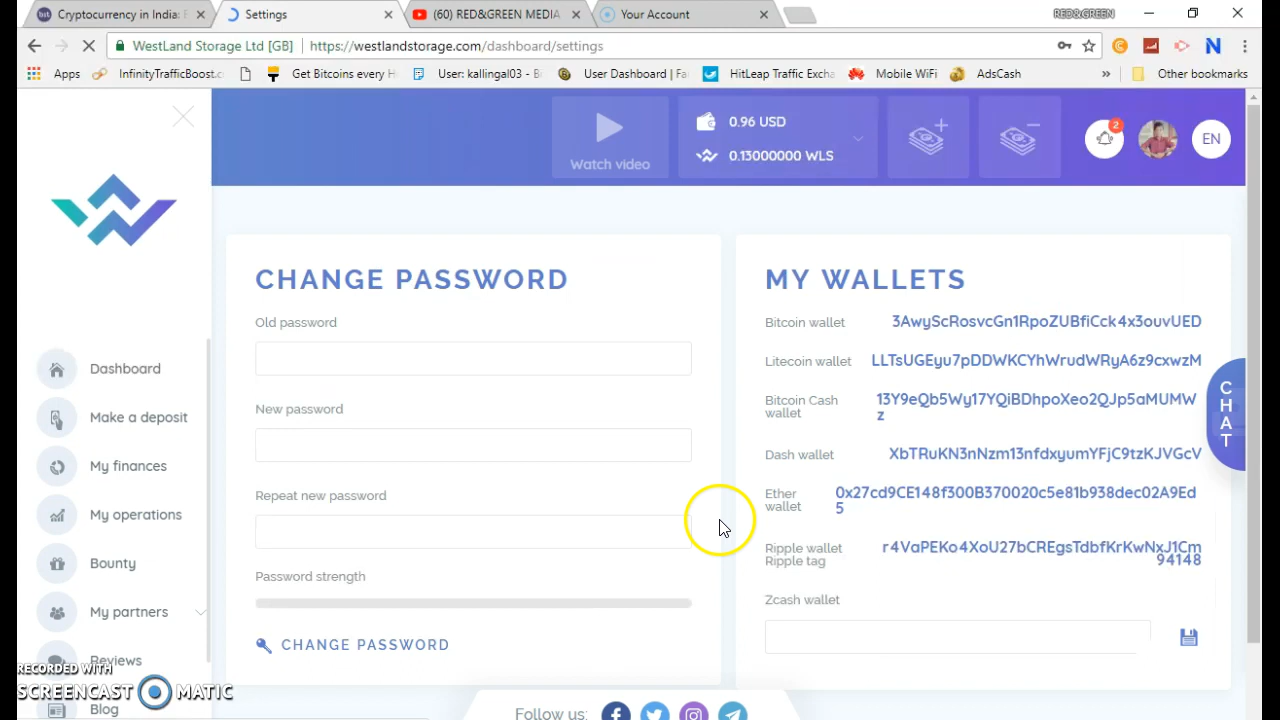 Cryptocurrency in India: F
Settings
(60) RED&GREEN MEDIA
Your Account
RED&GREEN
WestLand Storage Ltd [GB]
https://westlandstorage.com/dashboard/settings
Apps
InfinityTrafficBoost.c
Get Bitcoins every H
User: kallingal03 - B
User Dashboard | Fa
HitLeap Traffic Excha
Mobile WiFi
AdsCash
»
Other bookmarks
Watch video
0.96 USD
0.13000000 WLS
2
EN
Dashboard
Make a deposit
My finances
My operations
Bounty
My partners
Reviews
Blog
CHANGE PASSWORD
Old password
New password
Repeat new password
Password strength
CHANGE PASSWORD
MY WALLETS
Bitcoin wallet 3AwyScRosvcGn1RpoZUBfiCck4x3ouvUED
Litecoin wallet LLTsUGEyu7pDDWKCYhWrudWRyA6z9cxwzM
Bitcoin Cash wallet 13Y9eQb5Wy17YQiBDhpoXeo2QJp5aMUMW
z
Dash wallet XbTRuKN3nNzm13nfdxyumYFjC9tzKJVGcV
Ether wallet 0x27cd9CE148f300B370020c5e81b938dec02A9Ed
5
Ripple wallet r4VaPEKo4XoU27bCREgsTdbfKrKwNxJ1Cm
Ripple tag 94148
Zcash wallet
CHAT
Follow us:
RECORDED WITH
SCREENCAST MATIC